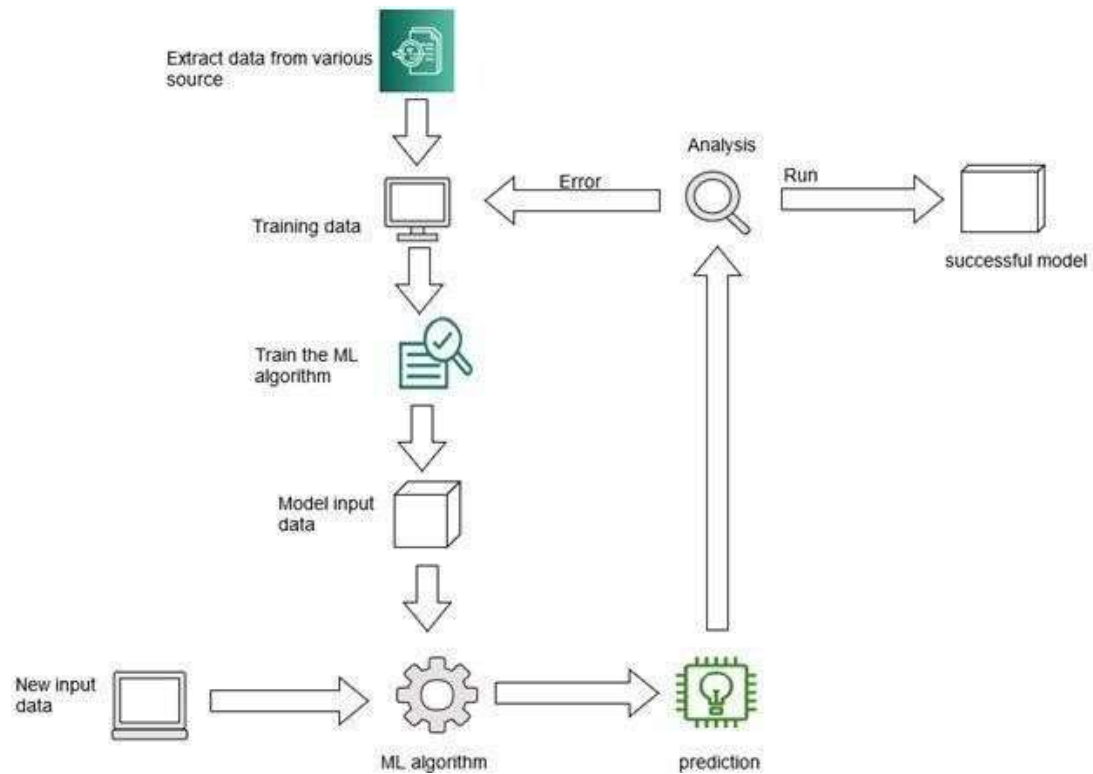 Extract data from various
source
Analysis
Error
Run
Training data
successful model
Train the ML
algorithm
Model input
data
New input
data
ML algorithm
prediction